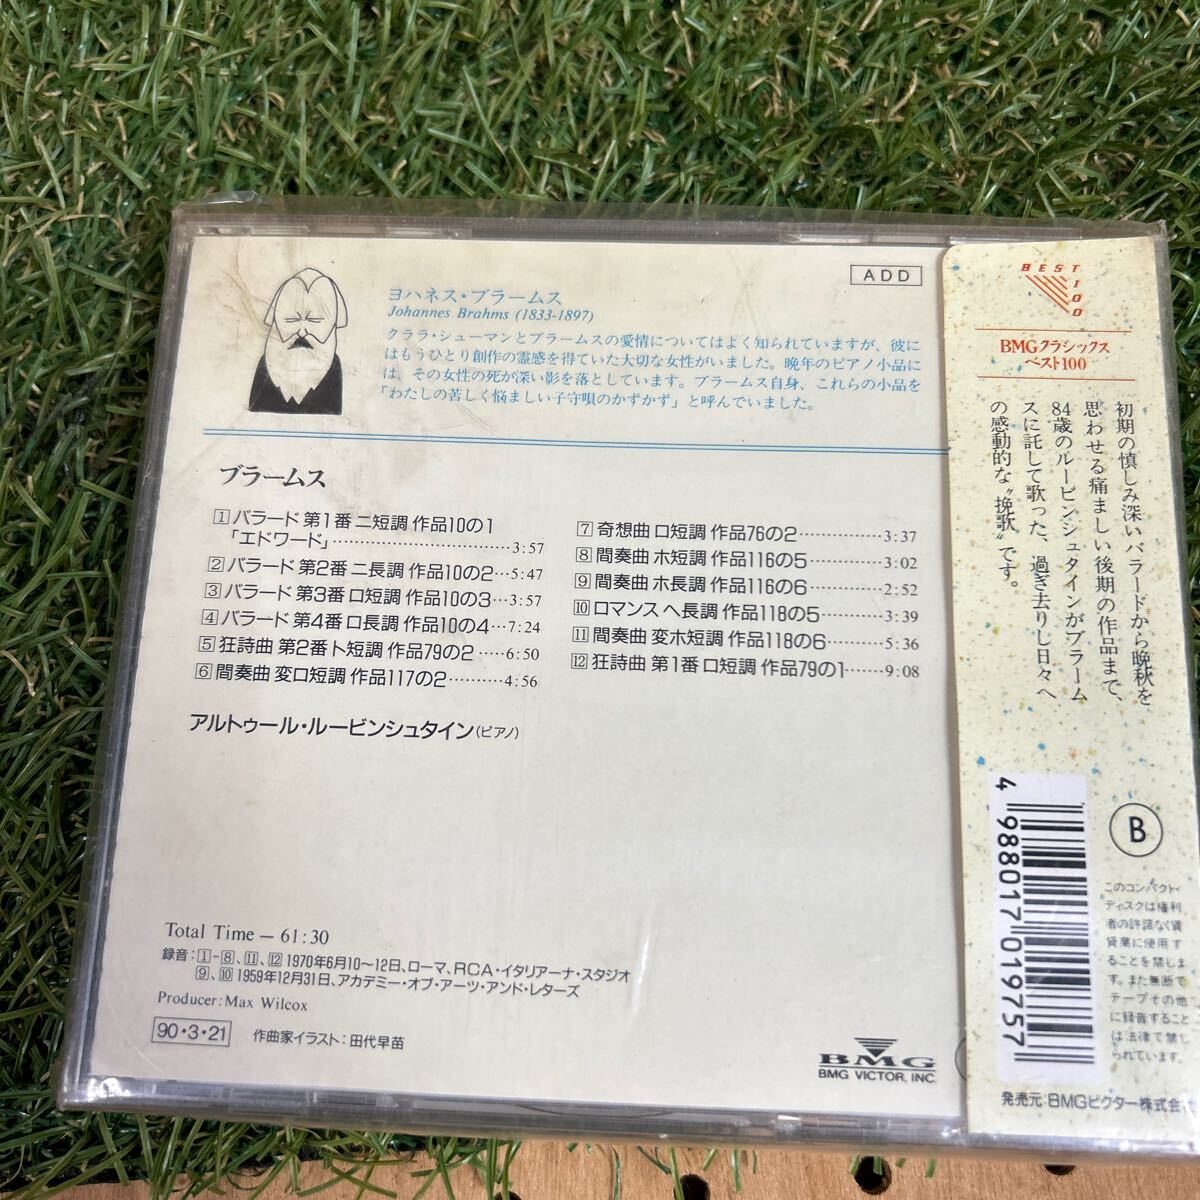 ADD
ヨハネス・ブラームス
Johannes Brahms (1833-1897)
クララ・シューマンとブラームスの愛情についてはよく知られていますが、彼に
はもうひとり創作の霊感を得ていた大切な女性がいました。晩年のピアノ小品に
は、その女性の死が深い影を落としています。ブラームス自身、これらの小品を
「わたしの苦しく悩ましい子守唄のかずかず」と呼んでいました。
ブラームス
1 バラード 第1番 ニ短調 作品10の1
「エドワード」……………………………3:57
2 バラード 第2番 ニ長調 作品10の2…5:47
3 バラード 第3番 ロ短調 作品10の3…3:57
4 バラード 第4番 ロ長調 作品10の4…7:24
5 狂詩曲 第2番 ト短調 作品79の2……6:50
6 間奏曲 変ロ短調 作品117の2…………4:56
7 奇想曲 ロ短調 作品76の2……………3:37
8 間奏曲 ホ短調 作品116の5……………3:02
9 間奏曲 ホ長調 作品116の6……………2:52
10 ロマンス ヘ長調 作品118の5…………3:39
11 間奏曲 変ホ短調 作品118の6…………5:36
12 狂詩曲 第1番 ロ短調 作品79の1………9:08
アルトゥール・ルービンシュタイン(ピアノ)
Total Time — 61:30
録音:1-8、11、12 1970年6月10〜12日、ローマ、RCA・イタリアーナ・スタジオ
9、10 1959年12月31日、アカデミー・オブ・アーツ・アンド・レターズ
Producer: Max Wilcox
90・3・21
作曲家イラスト:田代早苗
BMG
BMG VICTOR, INC.
BEST 100
BMGクラシックス
ベスト100
初期の慎しみ深いバラードから晩秋を
思わせる痛ましい後期の作品まで、
84歳のルービンシュタインがブラーム
スに託して歌った、過ぎ去りし日々へ
の感動的な〝挽歌〟です。
B
4 988017 019757
このコンパクト・
ディスクは権利
者の許諾なく賃
貸業に使用す
ることを禁じま
す。また無断で
テープその他
に録音すること
は法律で禁じ
られています。
発売元:BMGビクター株式会社